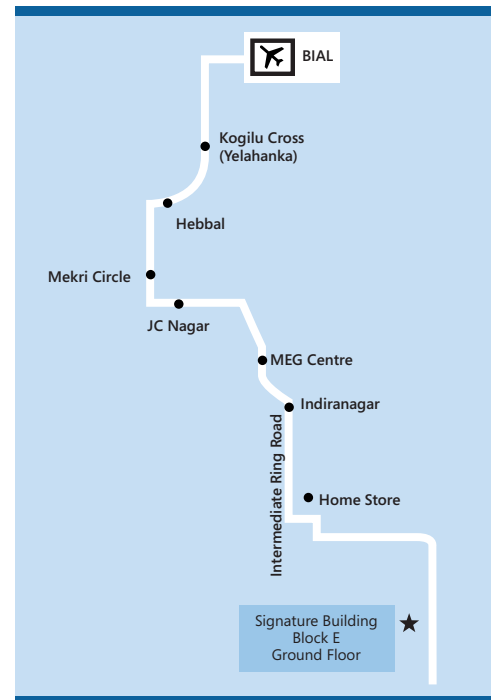 BIAL
Kogilu Cross
(Yelahanka)
Hebbal
Mekri Circle
JC Nagar
MEG Centre
Indiranagar
Intermediate Ring Road
Home Store
Signature Building
Block E
Ground Floor